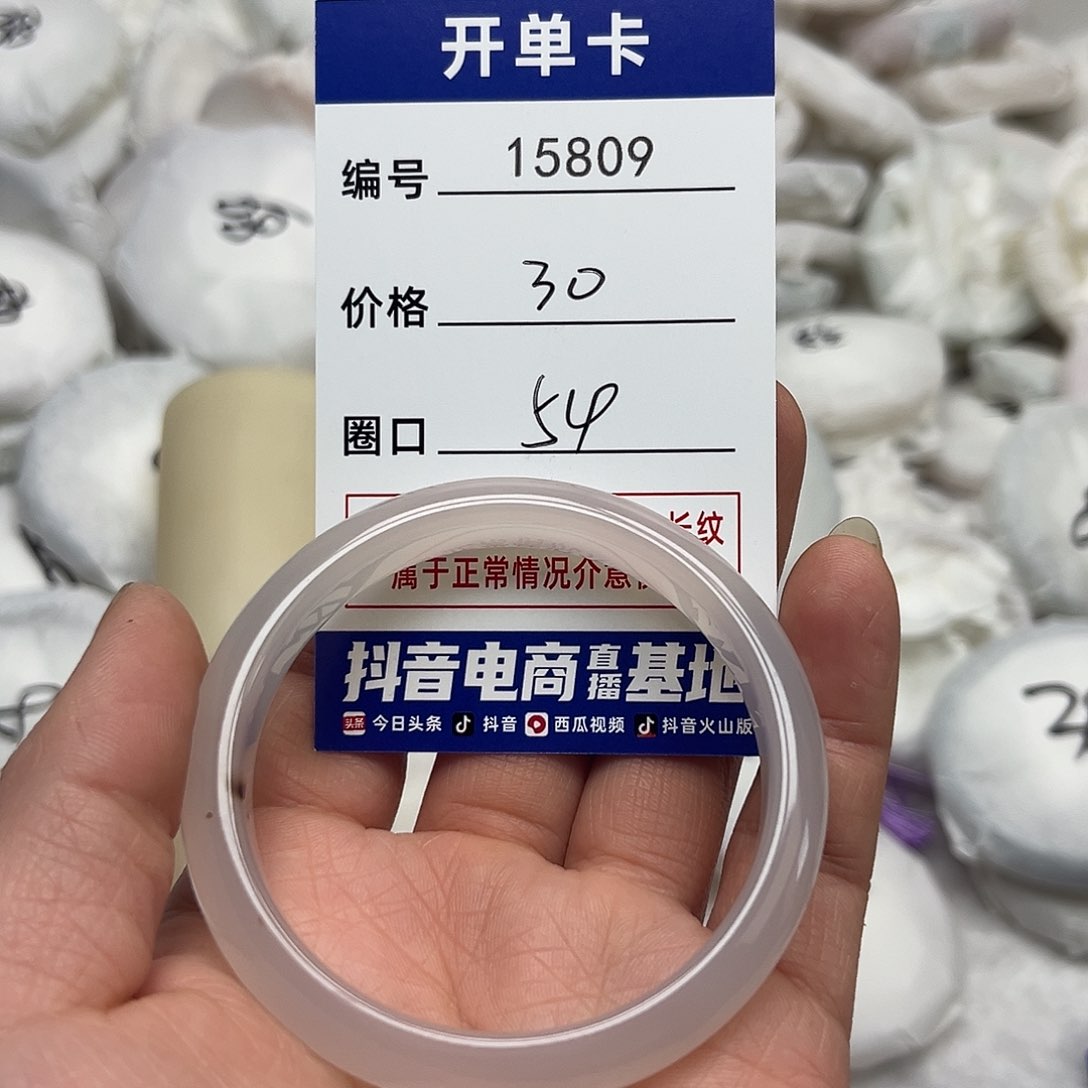 开单卡
编号 15809
价格 30
圈口 54
长纹
属于正常情况介意
抖音电商直播基地
今日头条 抖音 西瓜视频 抖音火山版